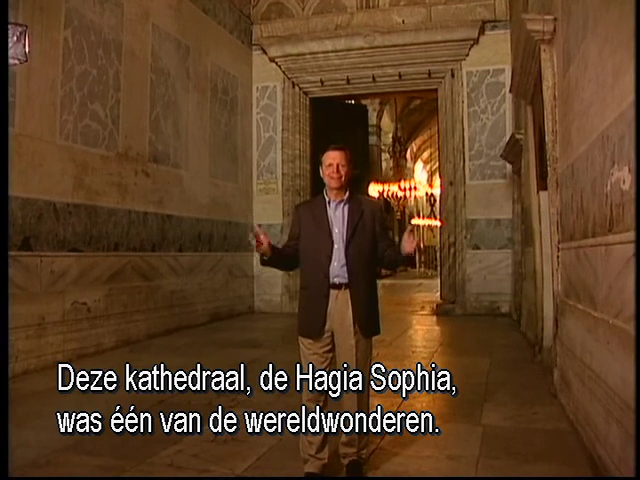 Deze kathedraal, de Hagia Sophia,
was één van de wereldwonderen.